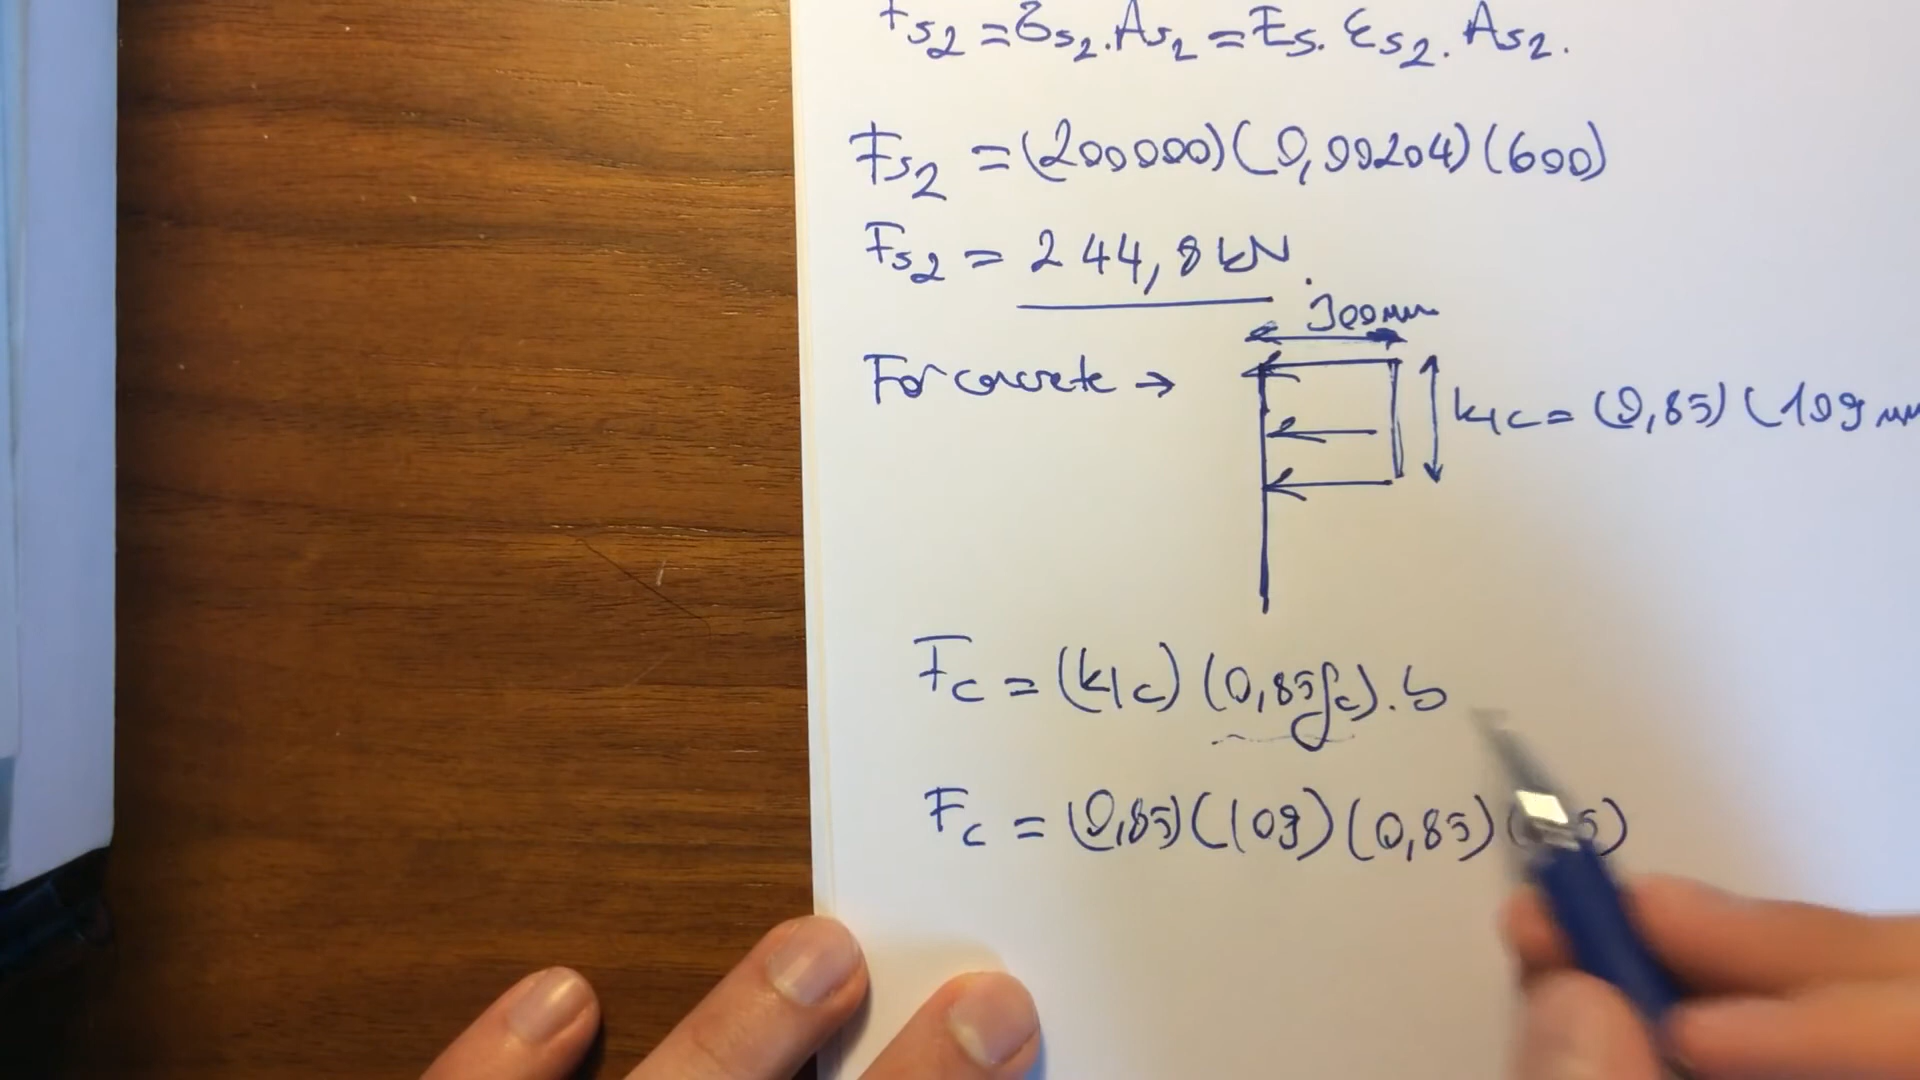 Fs2 = σs2.As2 = Es. εs2. As2.
Fs2 = (200000)(0,00204)(600)
Fs2 = 244,8 kN.
300mm
For concrete → k1c = (0,85)(109 mm
Fc = (k1c)(0,85fc).b
Fc = (0,85)(109)(0,85)( 5)